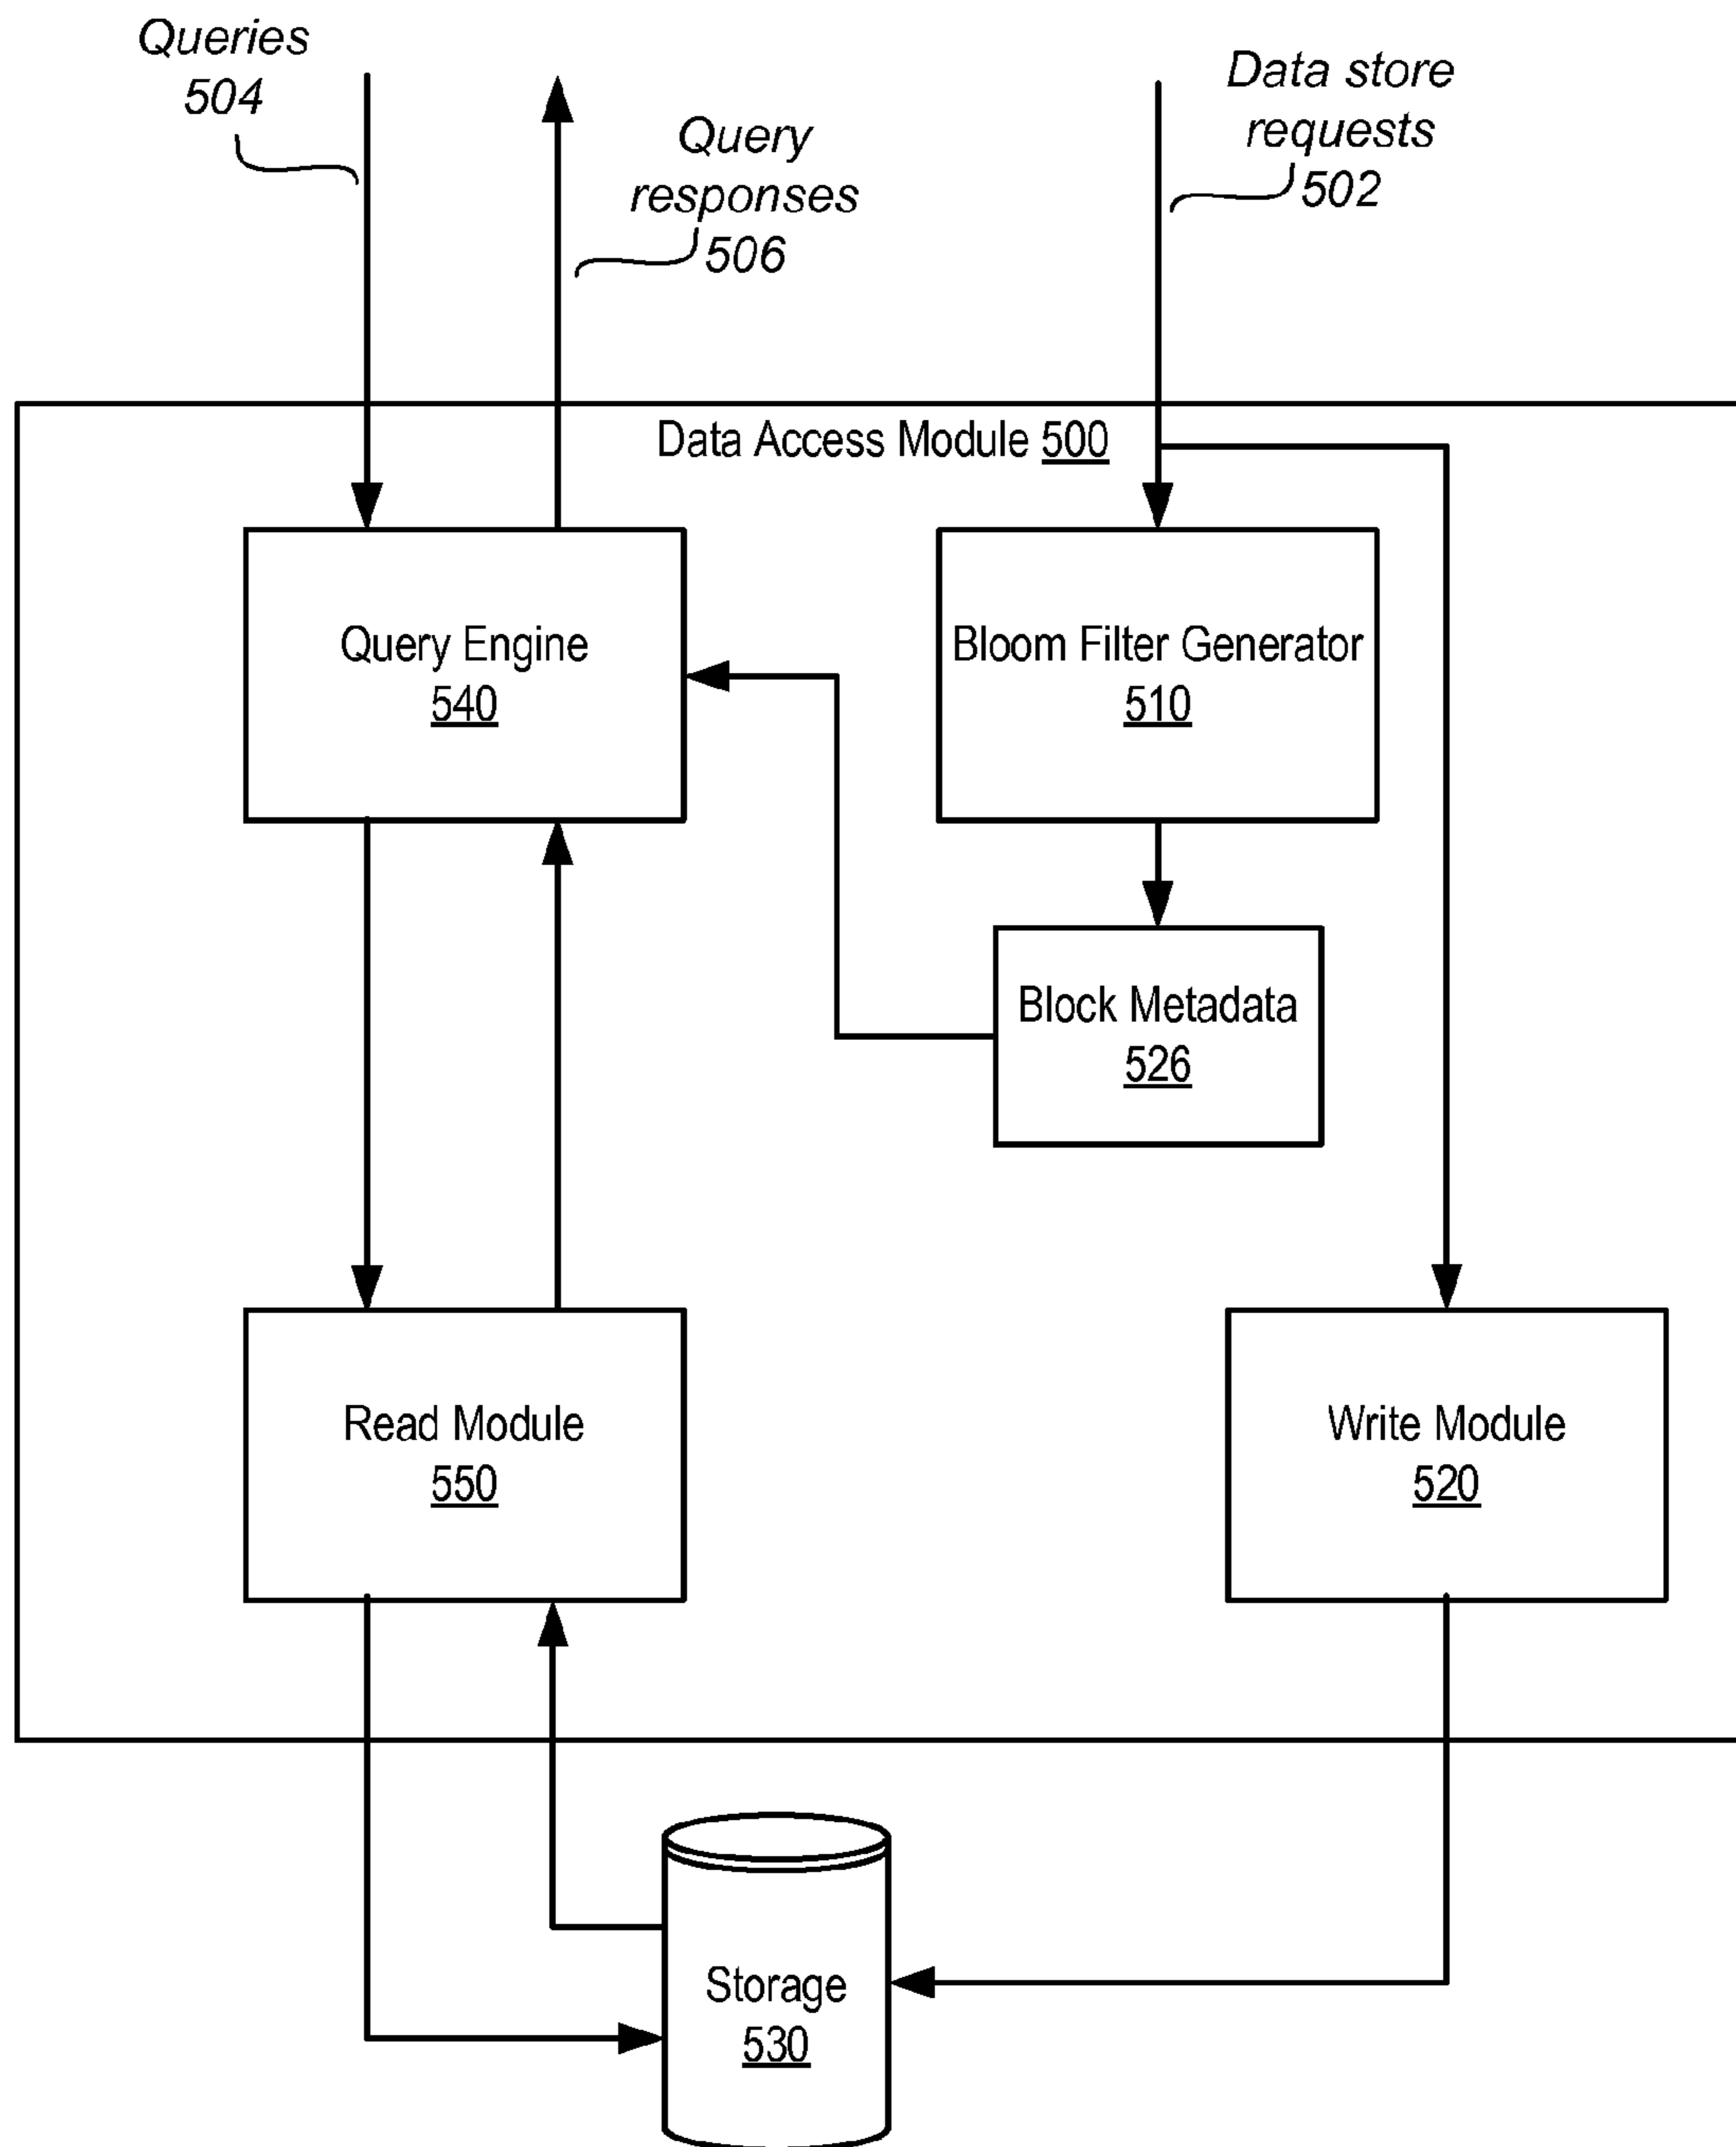 Queries
504
Query
responses
506
Data store
requests
502
Data Access Module 500
Query Engine
540
Bloom Filter Generator
510
Block Metadata
526
Read Module
550
Write Module
520
Storage
530